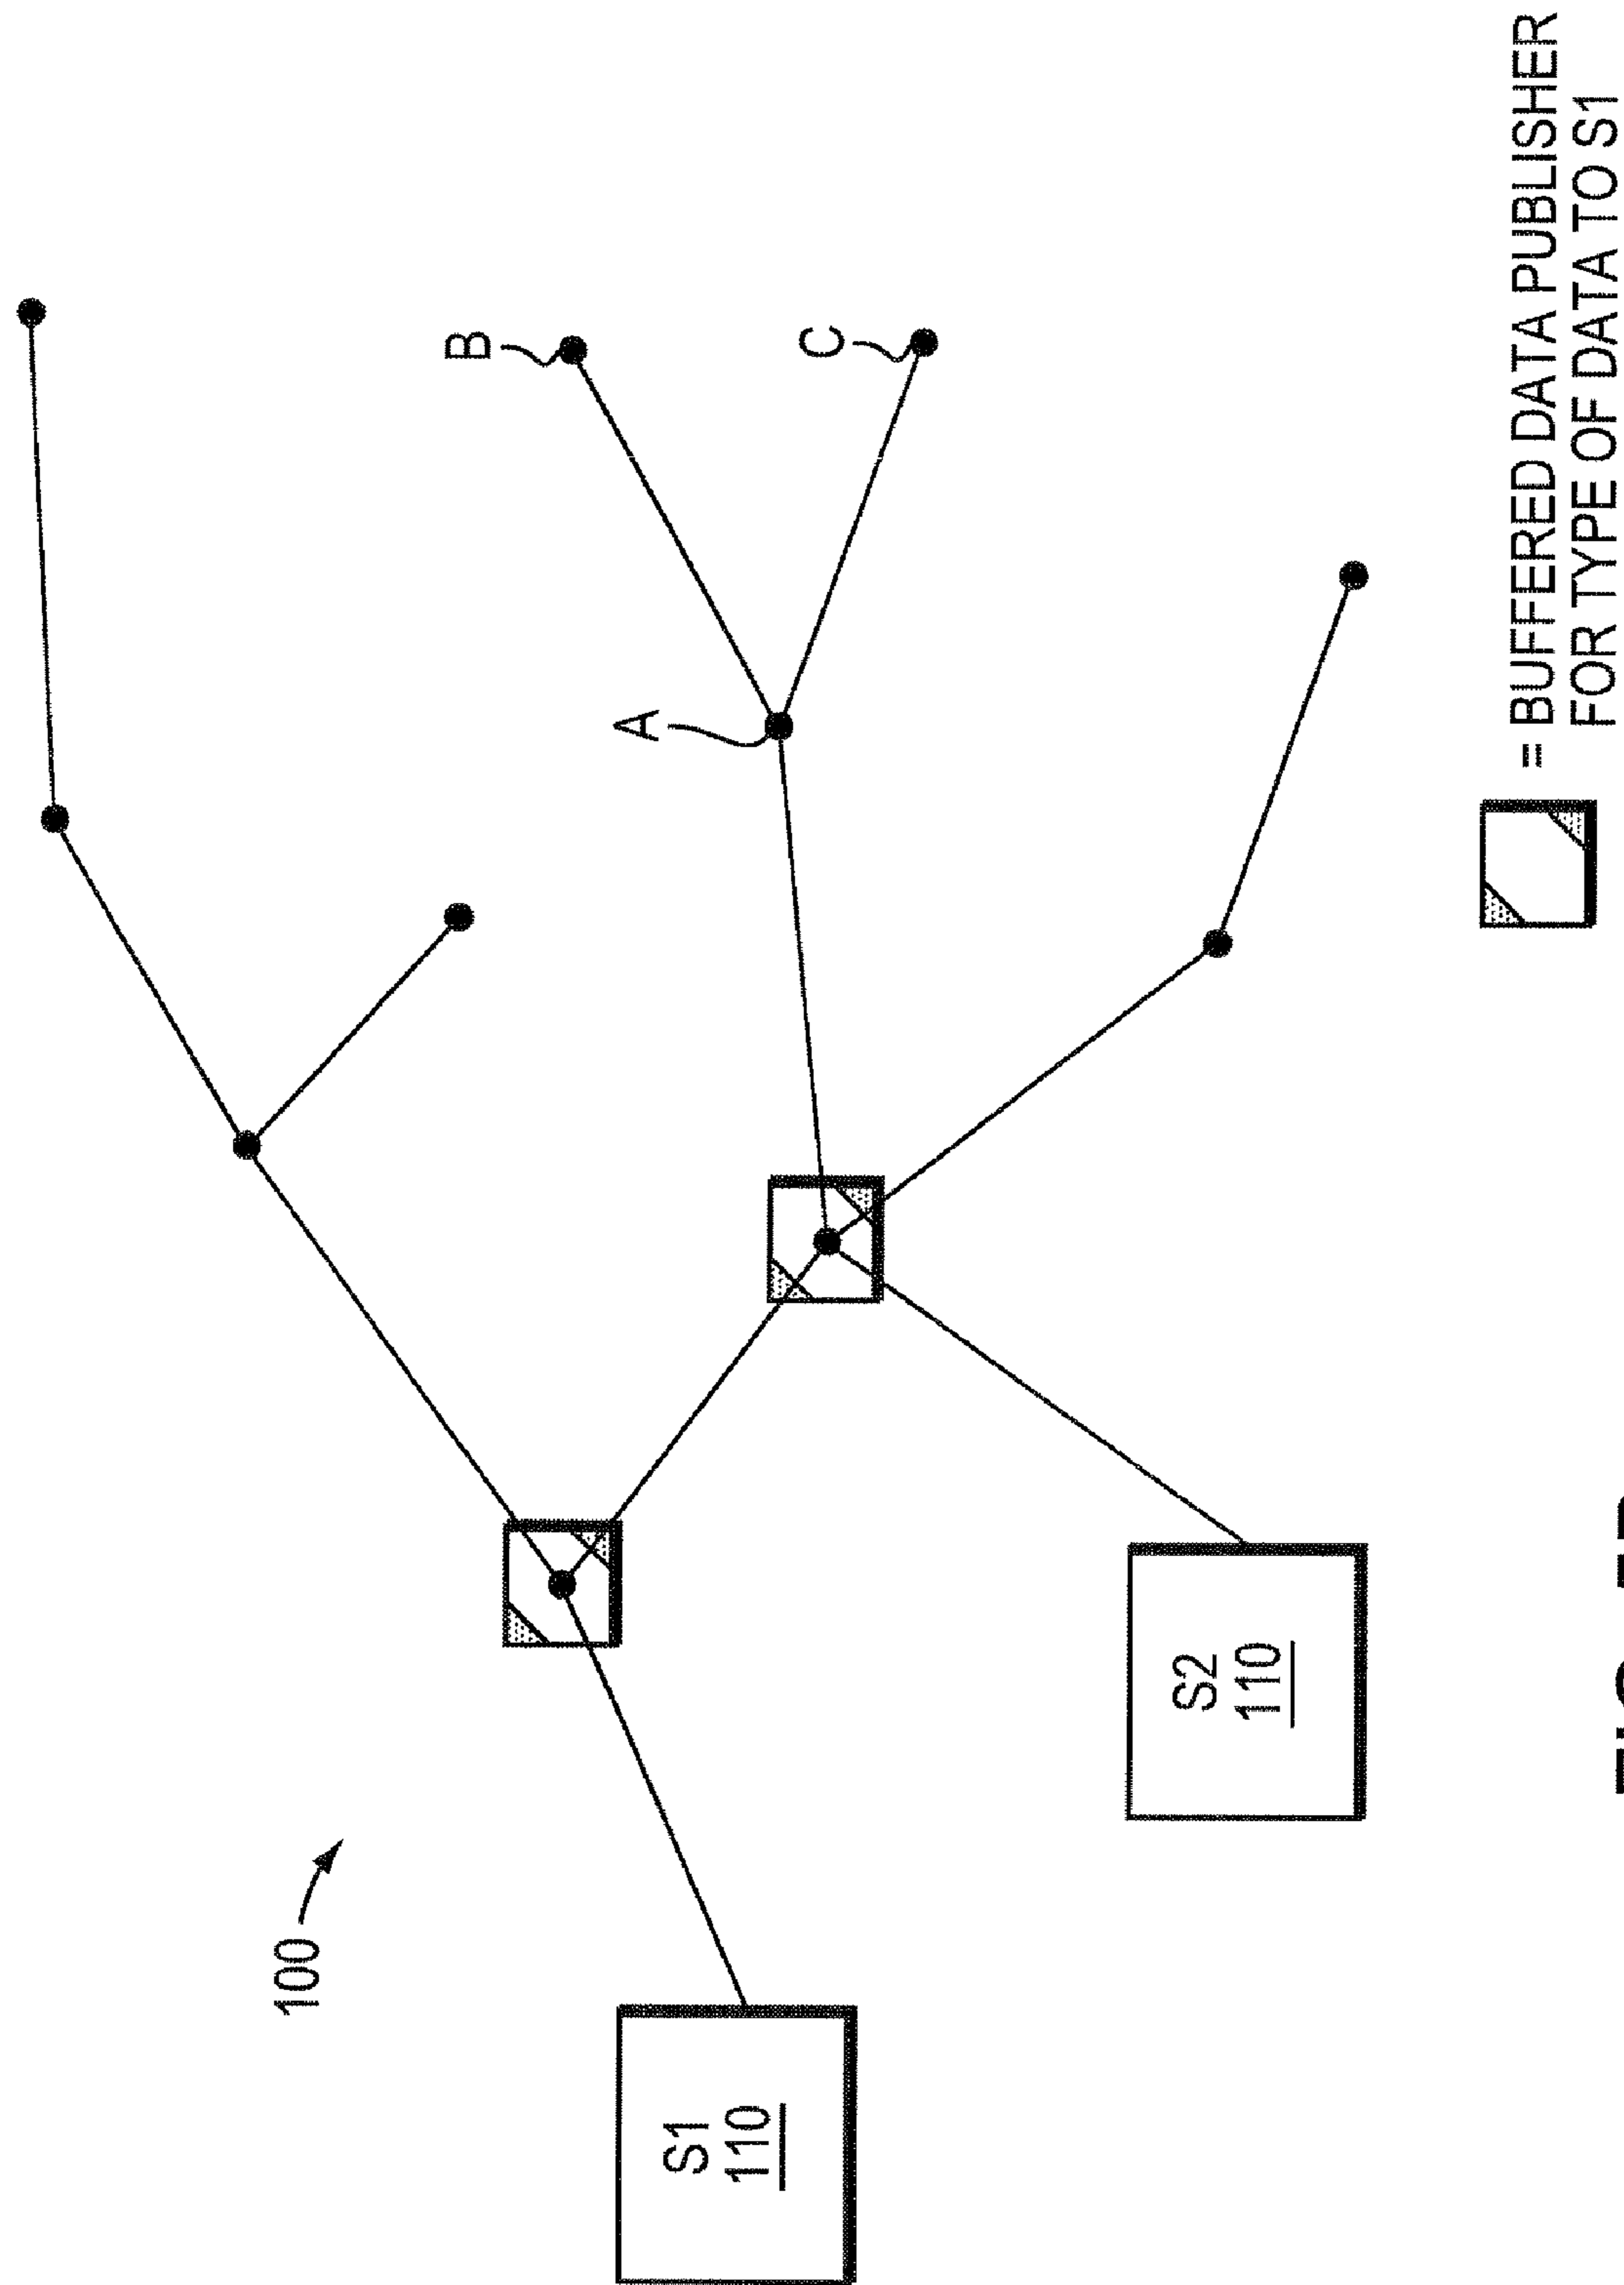 100
S1
110
S2
110
A
B
C
= BUFFERED DATA PUBLISHER
FOR TYPE OF DATA TO S1